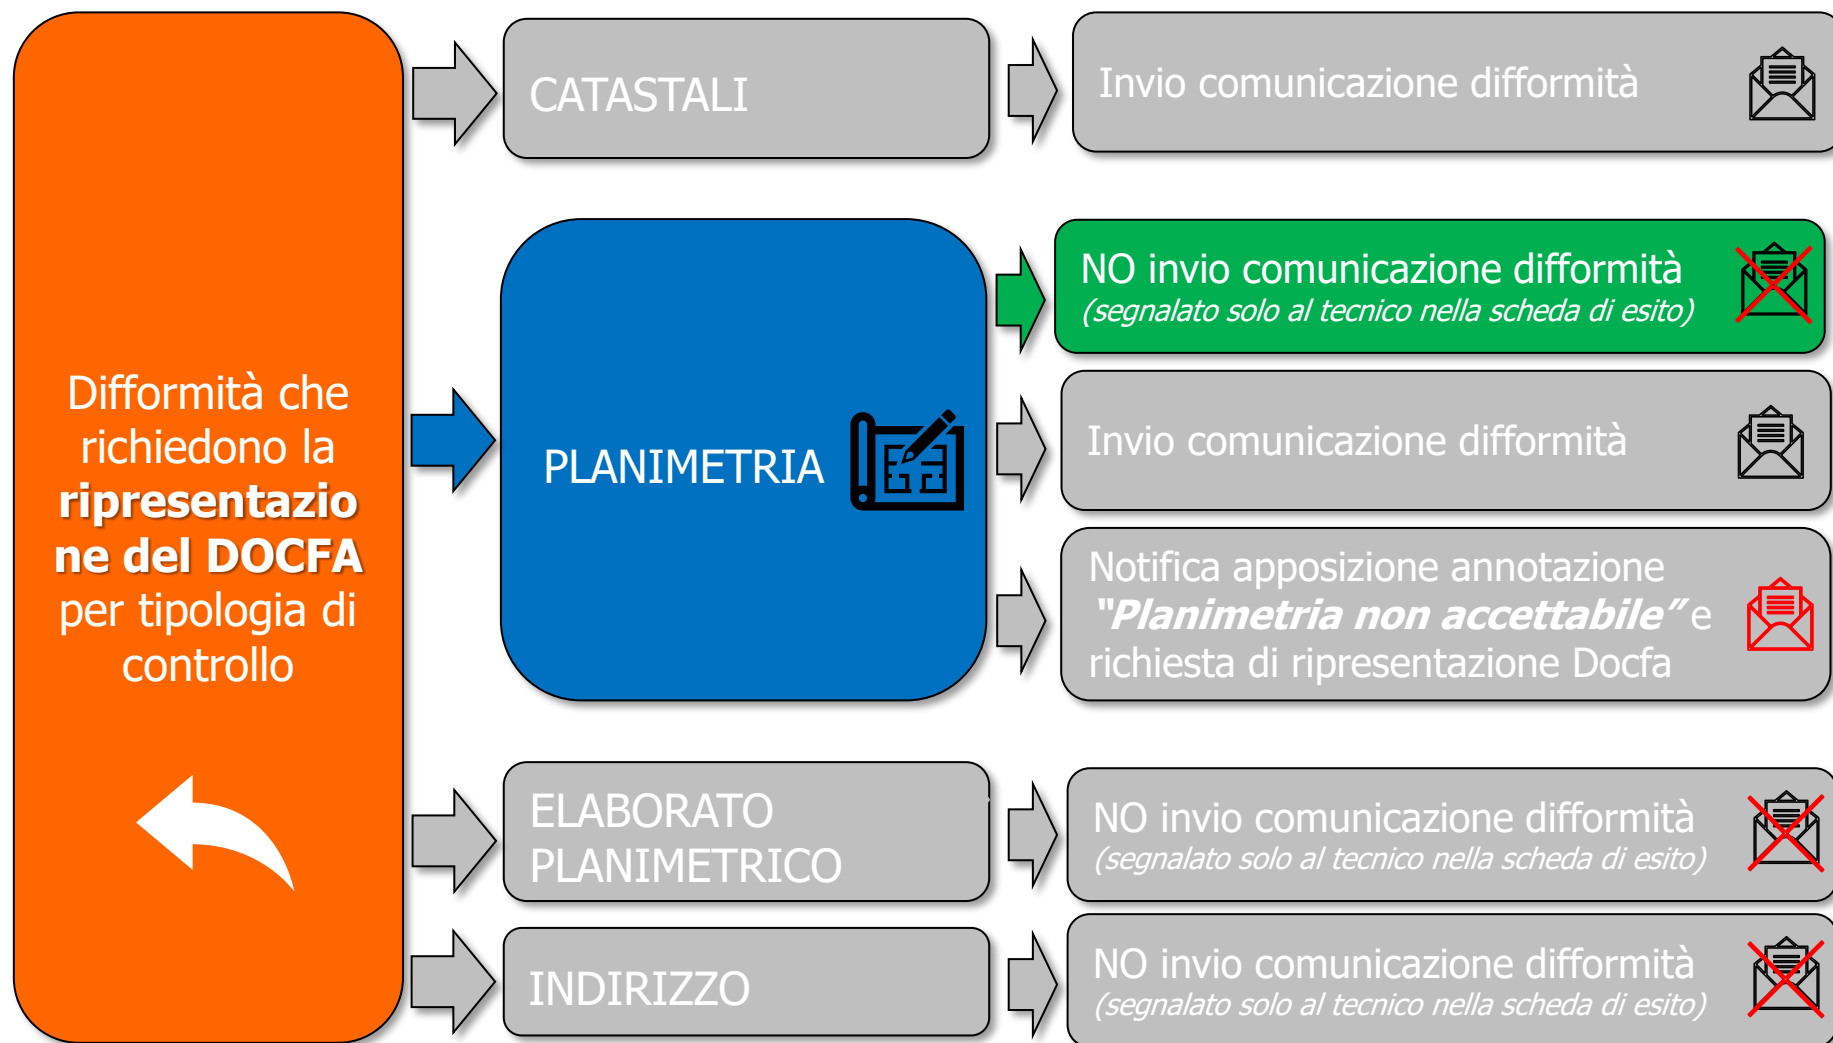 Difformità che
richiedono la
ripresentazio
ne del DOCFA
per tipologia di
controllo
CATASTALI
Invio comunicazione difformità
PLANIMETRIA
NO invio comunicazione difformità
(segnalato solo al tecnico nella scheda di esito)
Invio comunicazione difformità
Notifica apposizione annotazione
“Planimetria non accettabile” e
richiesta di ripresentazione Docfa
ELABORATO
PLANIMETRICO
NO invio comunicazione difformità
(segnalato solo al tecnico nella scheda di esito)
INDIRIZZO
NO invio comunicazione difformità
(segnalato solo al tecnico nella scheda di esito)